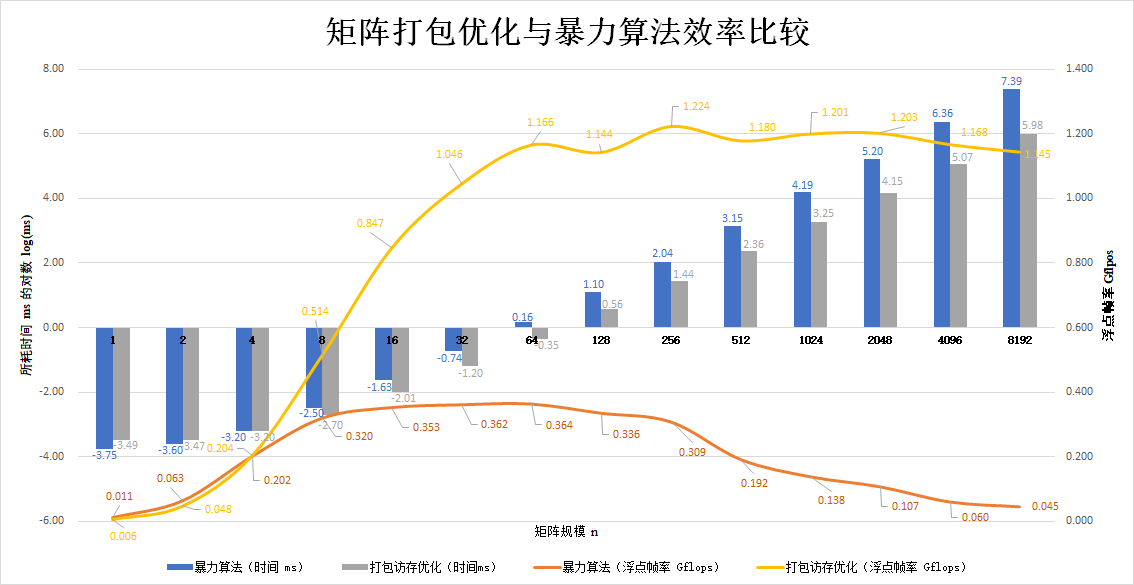 矩阵打包优化与暴力算法效率比较
8.00
6.00
4.00
2.00
0.00
-2.00
-4.00
-6.00
所耗时间 ms 的对数 log(ms)
1.400
1.200
1.000
0.800
0.600
0.400
0.200
0.000
浮点帧率 Gflpos
1 2 4 8 16 32 64 128 256 512 1024 2048 4096 8192
-3.75 -3.60 -3.20 -2.50 -1.63 -0.74 0.16 1.10 2.04 3.15 4.19 5.20 6.36 7.39
-3.49 -3.47 -3.20 -2.70 -2.01 -1.20 -0.35 0.56 1.44 2.36 3.25 4.15 5.07 5.98
0.011 0.063 0.202 0.320 0.353 0.362 0.364 0.336 0.309 0.192 0.138 0.107 0.060 0.045
0.006 0.048 0.204 0.514 0.847 1.046 1.166 1.144 1.224 1.180 1.201 1.203 1.168 1.145
矩阵规模 n
暴力算法（时间 ms） 打包访存优化（时间ms） 暴力算法（浮点帧率 Gflops） 打包访存优化（浮点帧率 Gflops）